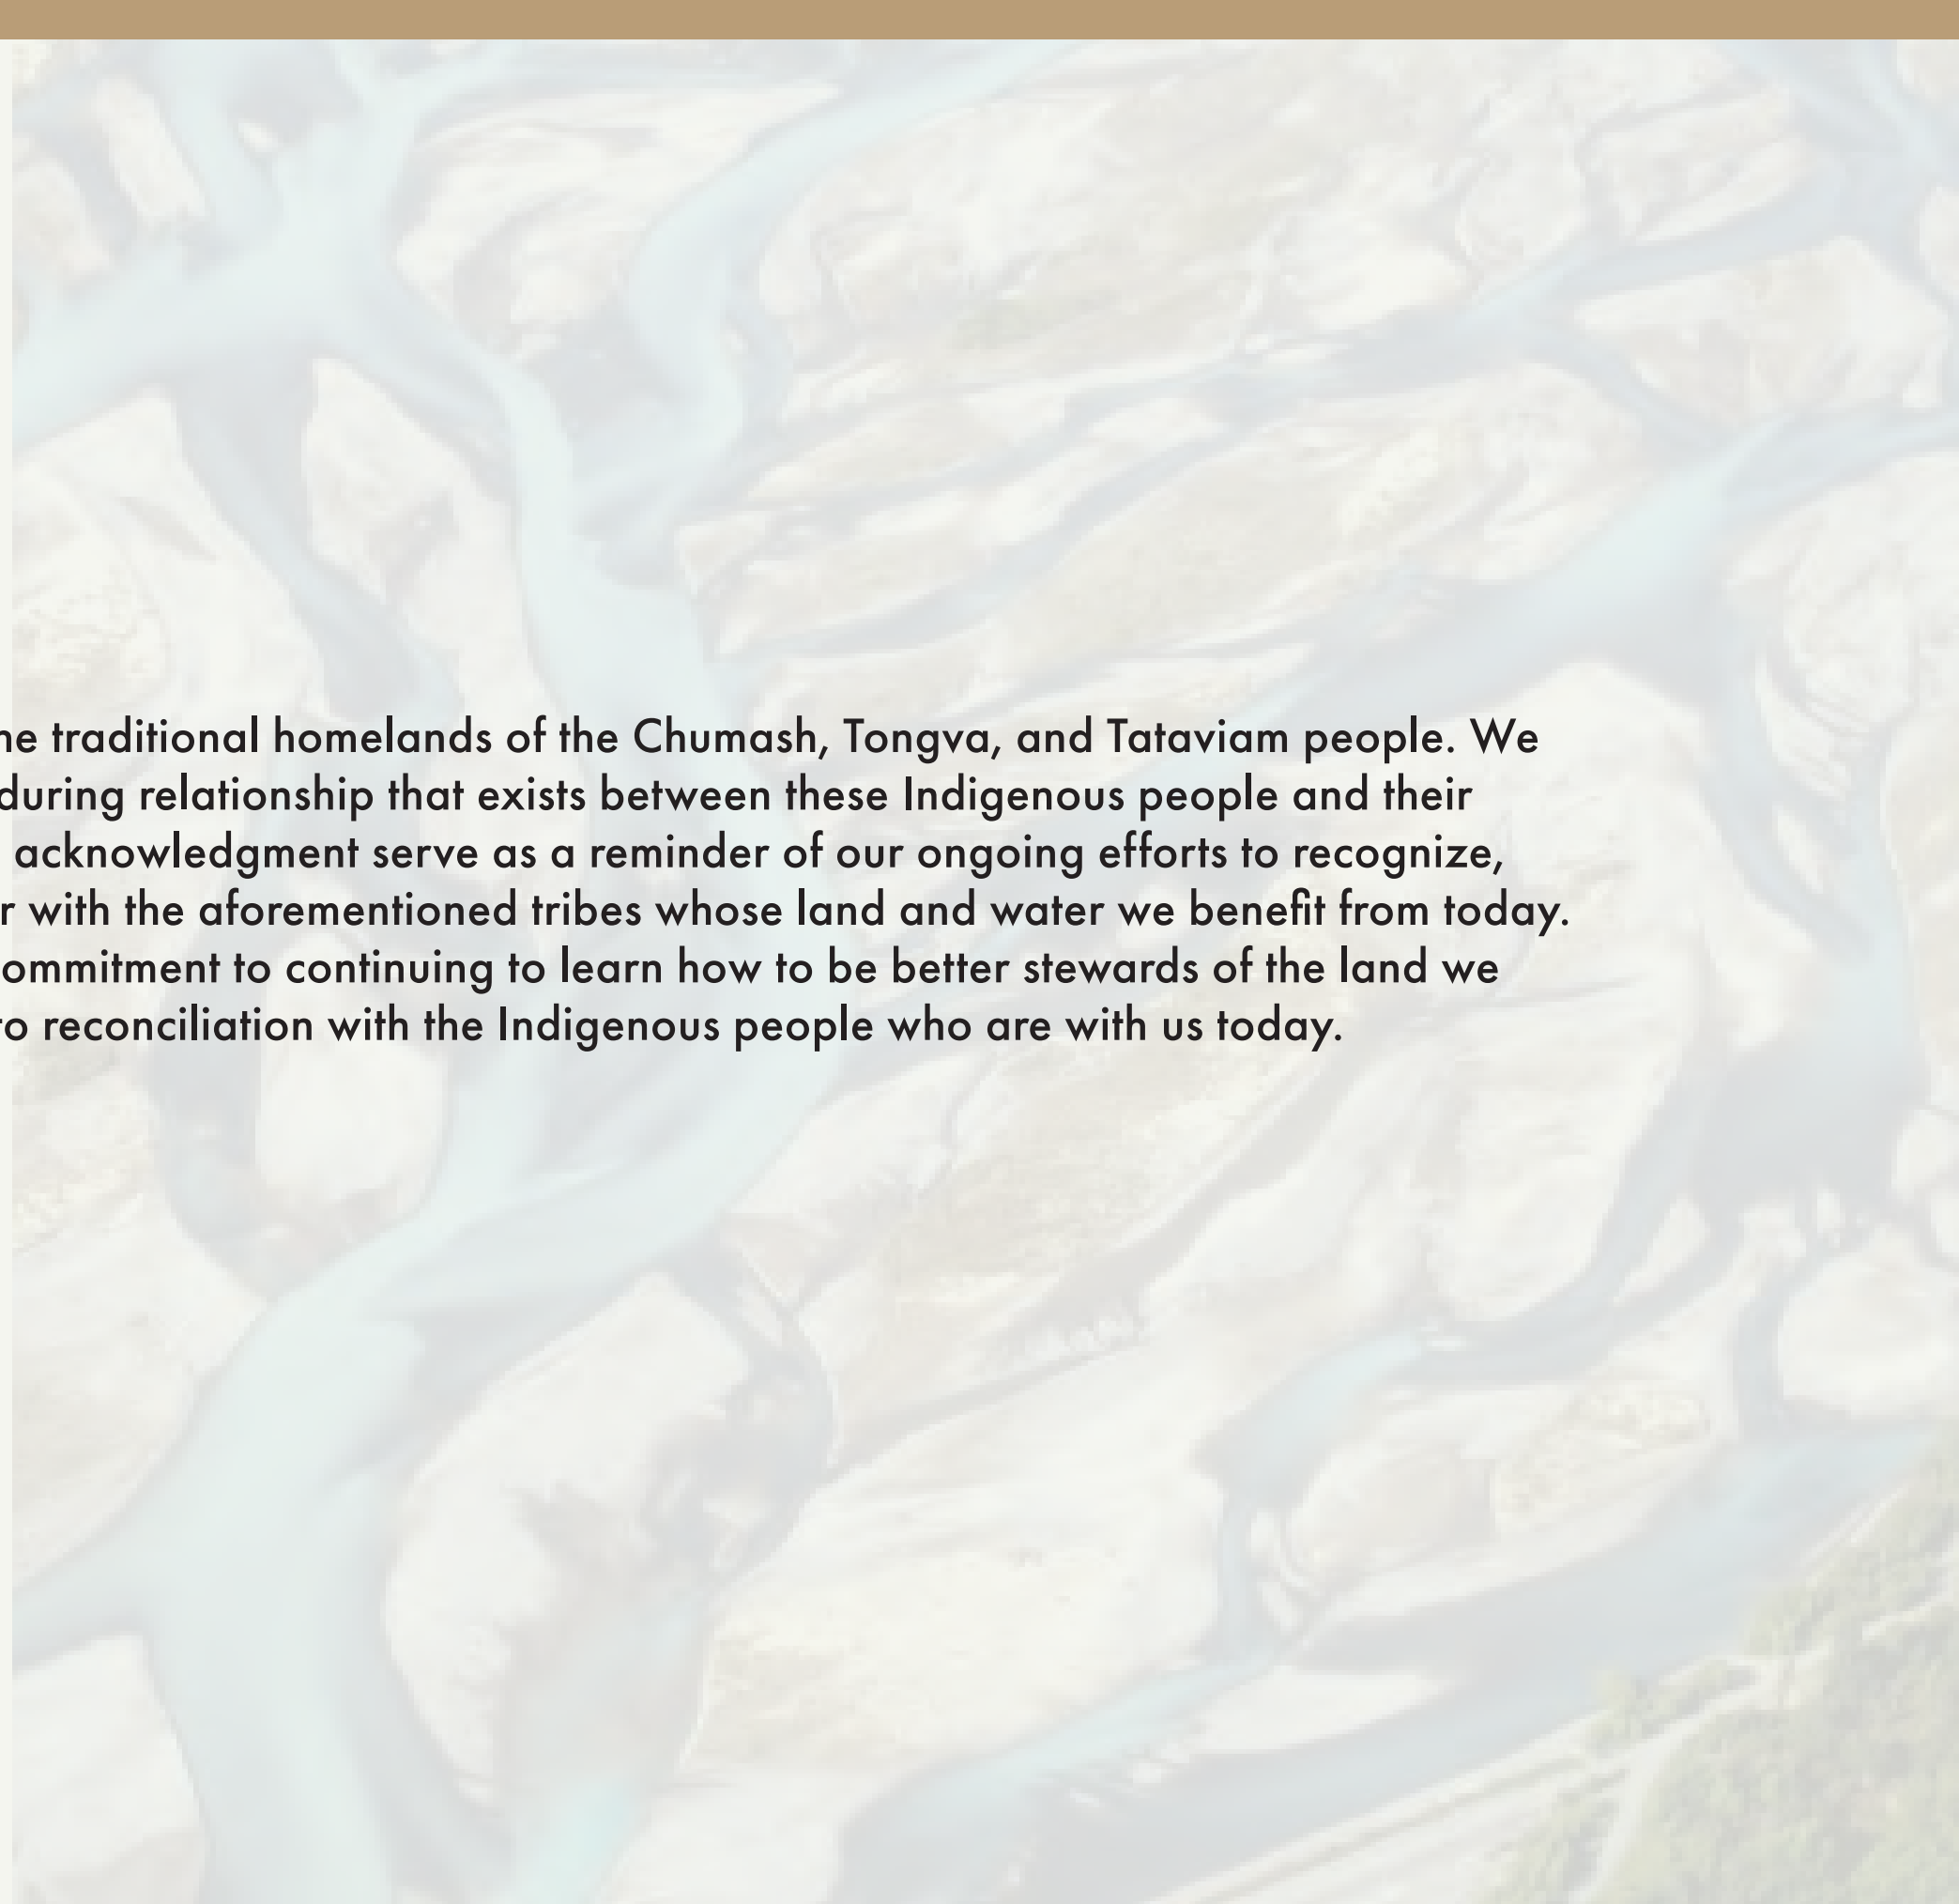 he traditional homelands of the Chumash, Tongva, and Tataviam people. We
during relationship that exists between these Indigenous people and their
acknowledgment serve as a reminder of our ongoing efforts to recognize,
r with the aforementioned tribes whose land and water we benefit from today.
ommitment to continuing to learn how to be better stewards of the land we
to reconciliation with the Indigenous people who are with us today.